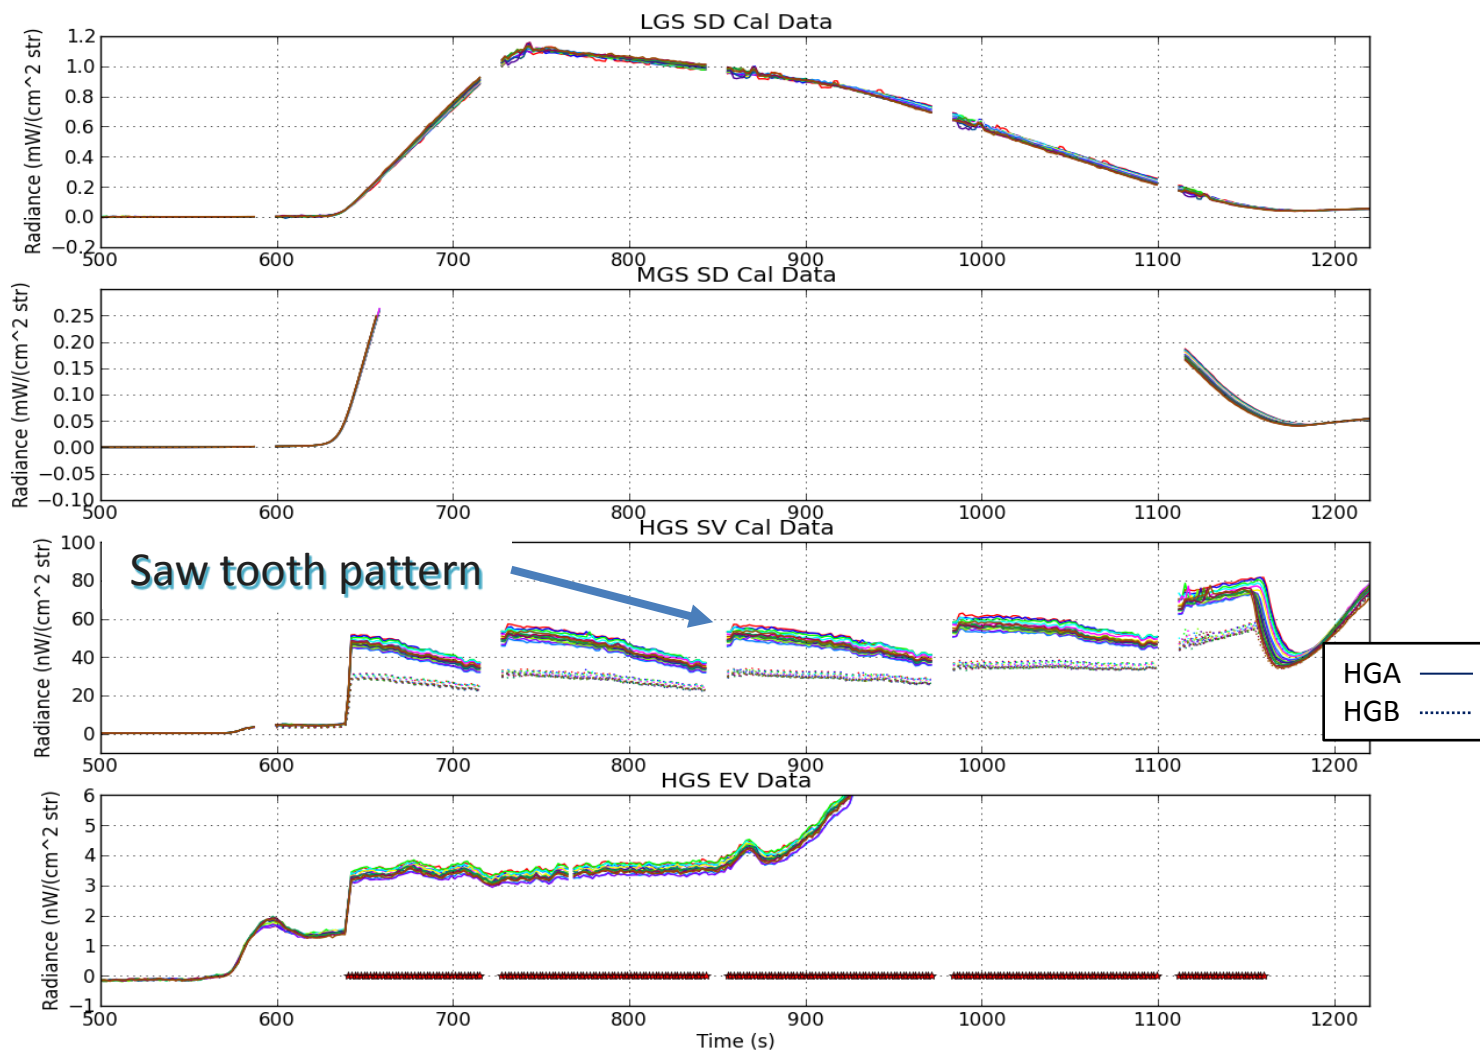 LGS SD Cal Data
Radiance (mW/(cm^2 str)
1.2
1.0
0.8
0.6
0.4
0.2
0.0
−0.2
500 600 700 800 900 1000 1100 1200
MGS SD Cal Data
Radiance (mW/(cm^2 str)
0.25
0.20
0.15
0.10
0.05
0.00
−0.05
−0.10
500 600 700 800 900 1000 1100 1200
HGS SV Cal Data
Radiance (nW/(cm^2 str)
100
80
60
40
20
0
Saw tooth pattern
HGA
HGB
500 600 700 800 900 1000 1100 1200
HGS EV Data
Radiance (nW/(cm^2 str)
6
5
4
3
2
1
0
−1
500 600 700 800 900 1000 1100 1200
Time (s)